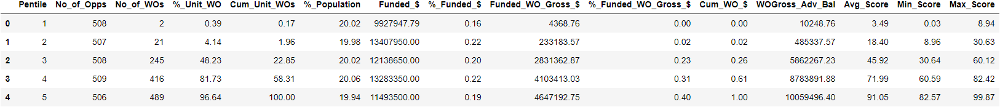 Pentile No_of_Opps No_of_WOs %_Unit_WO Cum_Unit_WOs %_Population Funded_$ %_Funded_$ Funded_WO_Gross_$ %_Funded_WO_Gross_$ Cum_WO_$ WOGross_Adv_Bal Avg_Score Min_Score Max_Score
0 1 508 2 0.39 0.17 20.02 9927947.79 0.16 4368.76 0.00 0.00 10248.76 3.49 0.03 8.94
1 2 507 21 4.14 1.96 19.98 13407950.00 0.22 233183.57 0.02 0.02 485337.57 18.40 8.96 30.63
2 3 508 245 48.23 22.85 20.02 12138650.00 0.20 2831362.87 0.23 0.26 5862267.23 45.92 30.64 60.12
3 4 509 416 81.73 58.31 20.06 13283350.00 0.22 4103413.03 0.31 0.61 8783891.88 71.99 60.59 82.42
4 5 506 489 96.64 100.00 19.94 11493500.00 0.19 4647192.75 0.40 1.00 10059496.40 91.05 82.57 99.87